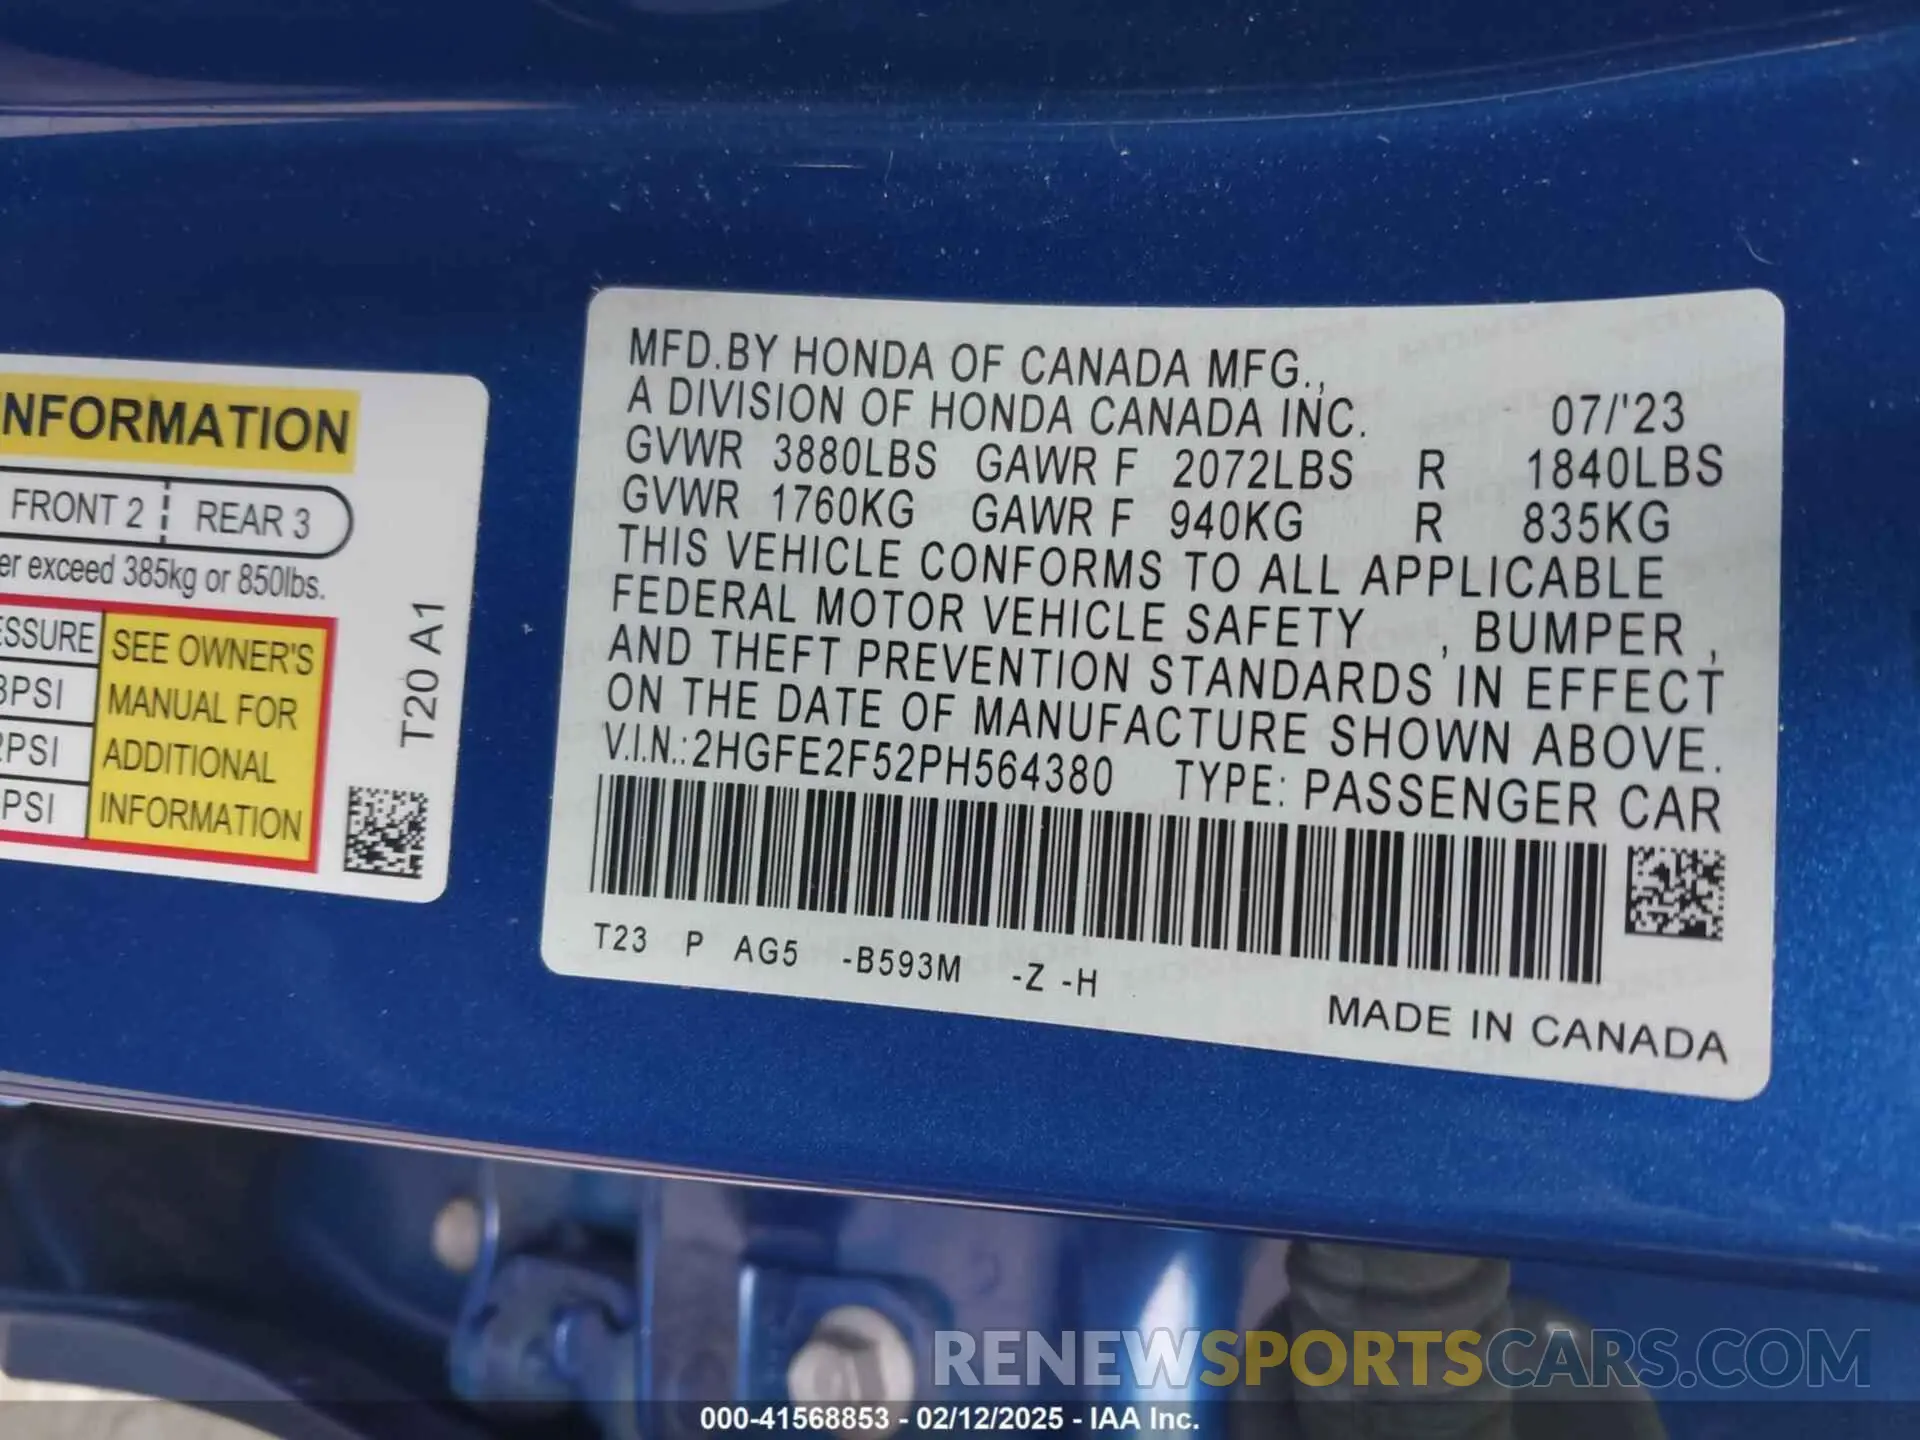 INFORMATION
FRONT 2 REAR 3
er exceed 385kg or 850lbs.
ESSURE
PSI
PSI
PSI
SEE OWNER'S
MANUAL FOR
ADDITIONAL
INFORMATION
T20 A1
MFD.BY HONDA OF CANADA MFG.,
A DIVISION OF HONDA CANADA INC. 07/'23
GVWR 3880LBS GAWR F 2072LBS R 1840LBS
GVWR 1760KG GAWR F 940KG R 835KG
THIS VEHICLE CONFORMS TO ALL APPLICABLE
FEDERAL MOTOR VEHICLE SAFETY , BUMPER ,
AND THEFT PREVENTION STANDARDS IN EFFECT
ON THE DATE OF MANUFACTURE SHOWN ABOVE.
V.I.N.:2HGFE2F52PH564380 TYPE: PASSENGER CAR
T23 P AG5 -B593M -Z -H
MADE IN CANADA
RENEWSPORTSCARS.COM
000-41568853 - 02/12/2025 - IAA Inc.